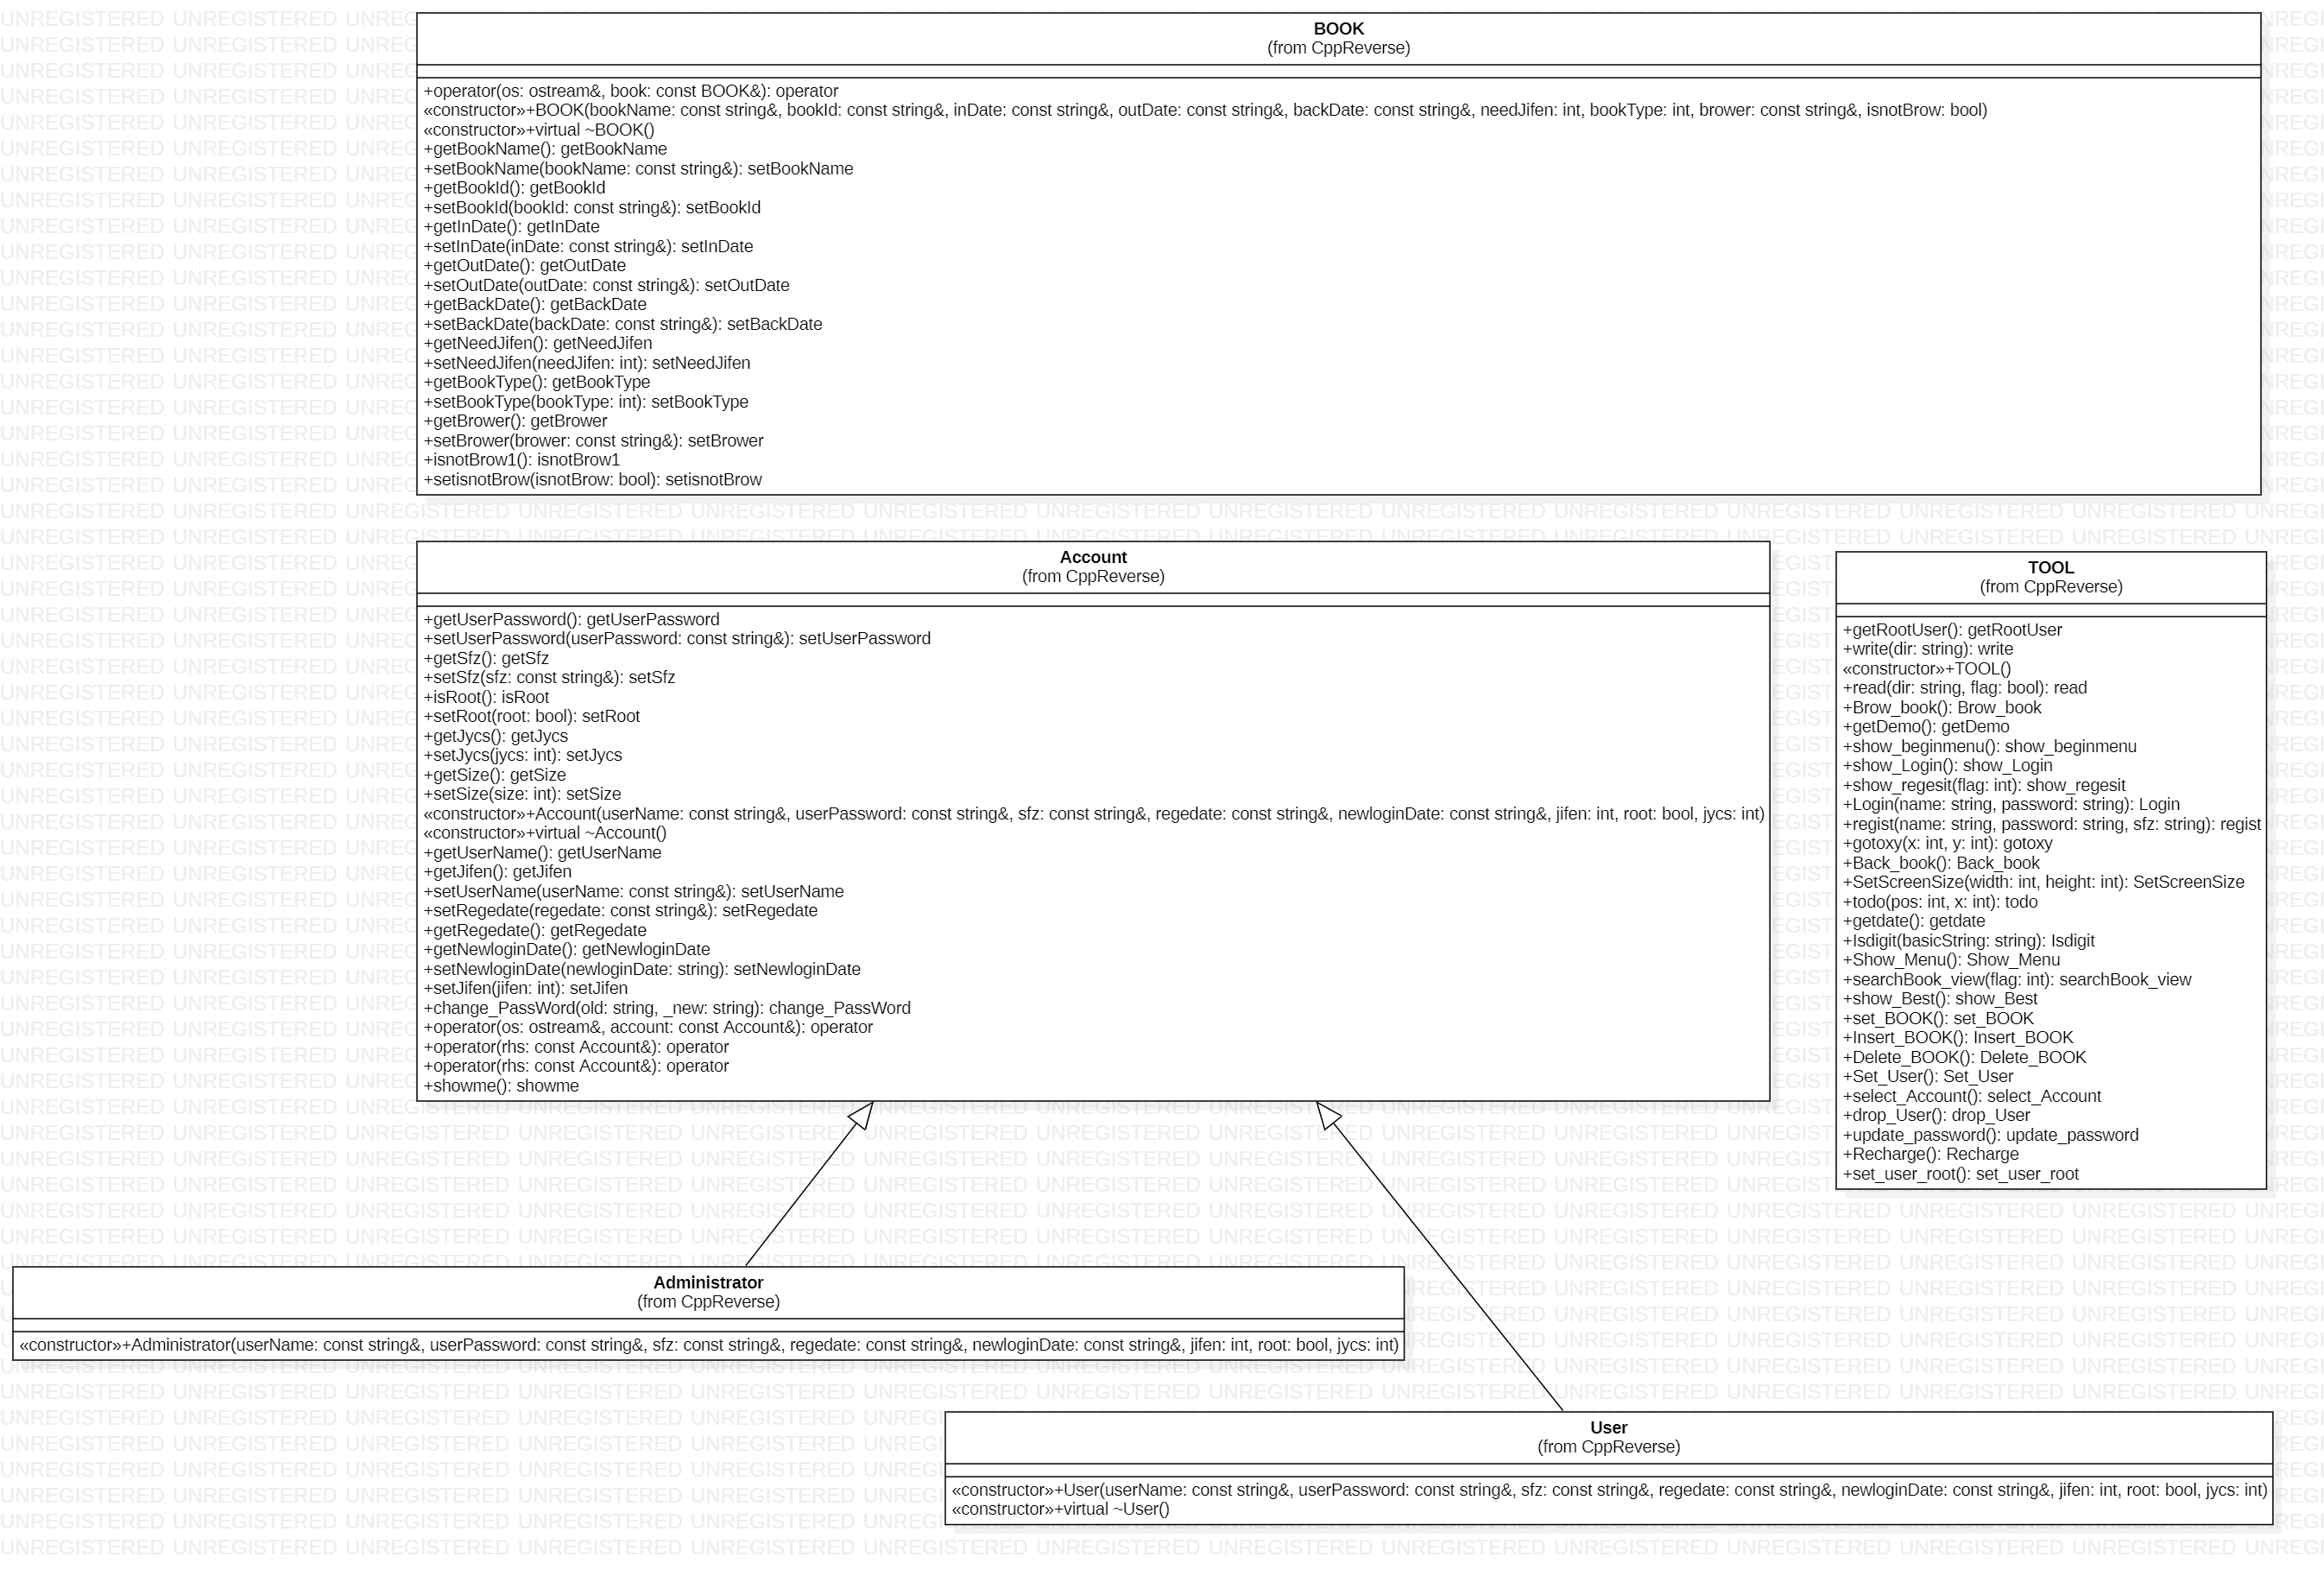 BOOK
(from CppReverse)
+operator(os: ostream&, book: const BOOK&): operator
«constructor»+BOOK(bookName: const string&, bookId: const string&, inDate: const string&, outDate: const string&, backDate: const string&, needJifen: int, bookType: int, brower: const string&, isnotBrow: bool)
«constructor»+virtual ~BOOK()
+getBookName(): getBookName
+setBookName(bookName: const string&): setBookName
+getBookId(): getBookId
+setBookId(bookId: const string&): setBookId
+getInDate(): getInDate
+setInDate(inDate: const string&): setInDate
+getOutDate(): getOutDate
+setOutDate(outDate: const string&): setOutDate
+getBackDate(): getBackDate
+setBackDate(backDate: const string&): setBackDate
+getNeedJifen(): getNeedJifen
+setNeedJifen(needJifen: int): setNeedJifen
+getBookType(): getBookType
+setBookType(bookType: int): setBookType
+getBrower(): getBrower
+setBrower(brower: const string&): setBrower
+isnotBrow1(): isnotBrow1
+setisnotBrow(isnotBrow: bool): setisnotBrow
Account
(from CppReverse)
+getUserPassword(): getUserPassword
+setUserPassword(userPassword: const string&): setUserPassword
+getSfz(): getSfz
+setSfz(sfz: const string&): setSfz
+isRoot(): isRoot
+setRoot(root: bool): setRoot
+getJycs(): getJycs
+setJycs(jycs: int): setJycs
+getSize(): getSize
+setSize(size: int): setSize
«constructor»+Account(userName: const string&, userPassword: const string&, sfz: const string&, regedate: const string&, newloginDate: const string&, jifen: int, root: bool, jycs: int)
«constructor»+virtual ~Account()
+getUserName(): getUserName
+getJifen(): getJifen
+setUserName(userName: const string&): setUserName
+setRegedate(regedate: const string&): setRegedate
+getRegedate(): getRegedate
+getNewloginDate(): getNewloginDate
+setNewloginDate(newloginDate: string): setNewloginDate
+setJifen(jifen: int): setJifen
+change_PassWord(old: string, _new: string): change_PassWord
+operator(os: ostream&, account: const Account&): operator
+operator(rhs: const Account&): operator
+operator(rhs: const Account&): operator
+showme(): showme
TOOL
(from CppReverse)
+getRootUser(): getRootUser
+write(dir: string): write
«constructor»+TOOL()
+read(dir: string, flag: bool): read
+Brow_book(): Brow_book
+getDemo(): getDemo
+show_beginmenu(): show_beginmenu
+show_Login(): show_Login
+show_regesit(flag: int): show_regesit
+Login(name: string, password: string): Login
+regist(name: string, password: string, sfz: string): regist
+gotoxy(x: int, y: int): gotoxy
+Back_book(): Back_book
+SetScreenSize(width: int, height: int): SetScreenSize
+todo(pos: int, x: int): todo
+getdate(): getdate
+Isdigit(basicString: string): Isdigit
+Show_Menu(): Show_Menu
+searchBook_view(flag: int): searchBook_view
+show_Best(): show_Best
+set_BOOK(): set_BOOK
+Insert_BOOK(): Insert_BOOK
+Delete_BOOK(): Delete_BOOK
+Set_User(): Set_User
+select_Account(): select_Account
+drop_User(): drop_User
+update_password(): update_password
+Recharge(): Recharge
+set_user_root(): set_user_root
Administrator
(from CppReverse)
«constructor»+Administrator(userName: const string&, userPassword: const string&, sfz: const string&, regedate: const string&, newloginDate: const string&, jifen: int, root: bool, jycs: int)
User
(from CppReverse)
«constructor»+User(userName: const string&, userPassword: const string&, sfz: const string&, regedate: const string&, newloginDate: const string&, jifen: int, root: bool, jycs: int)
«constructor»+virtual ~User()